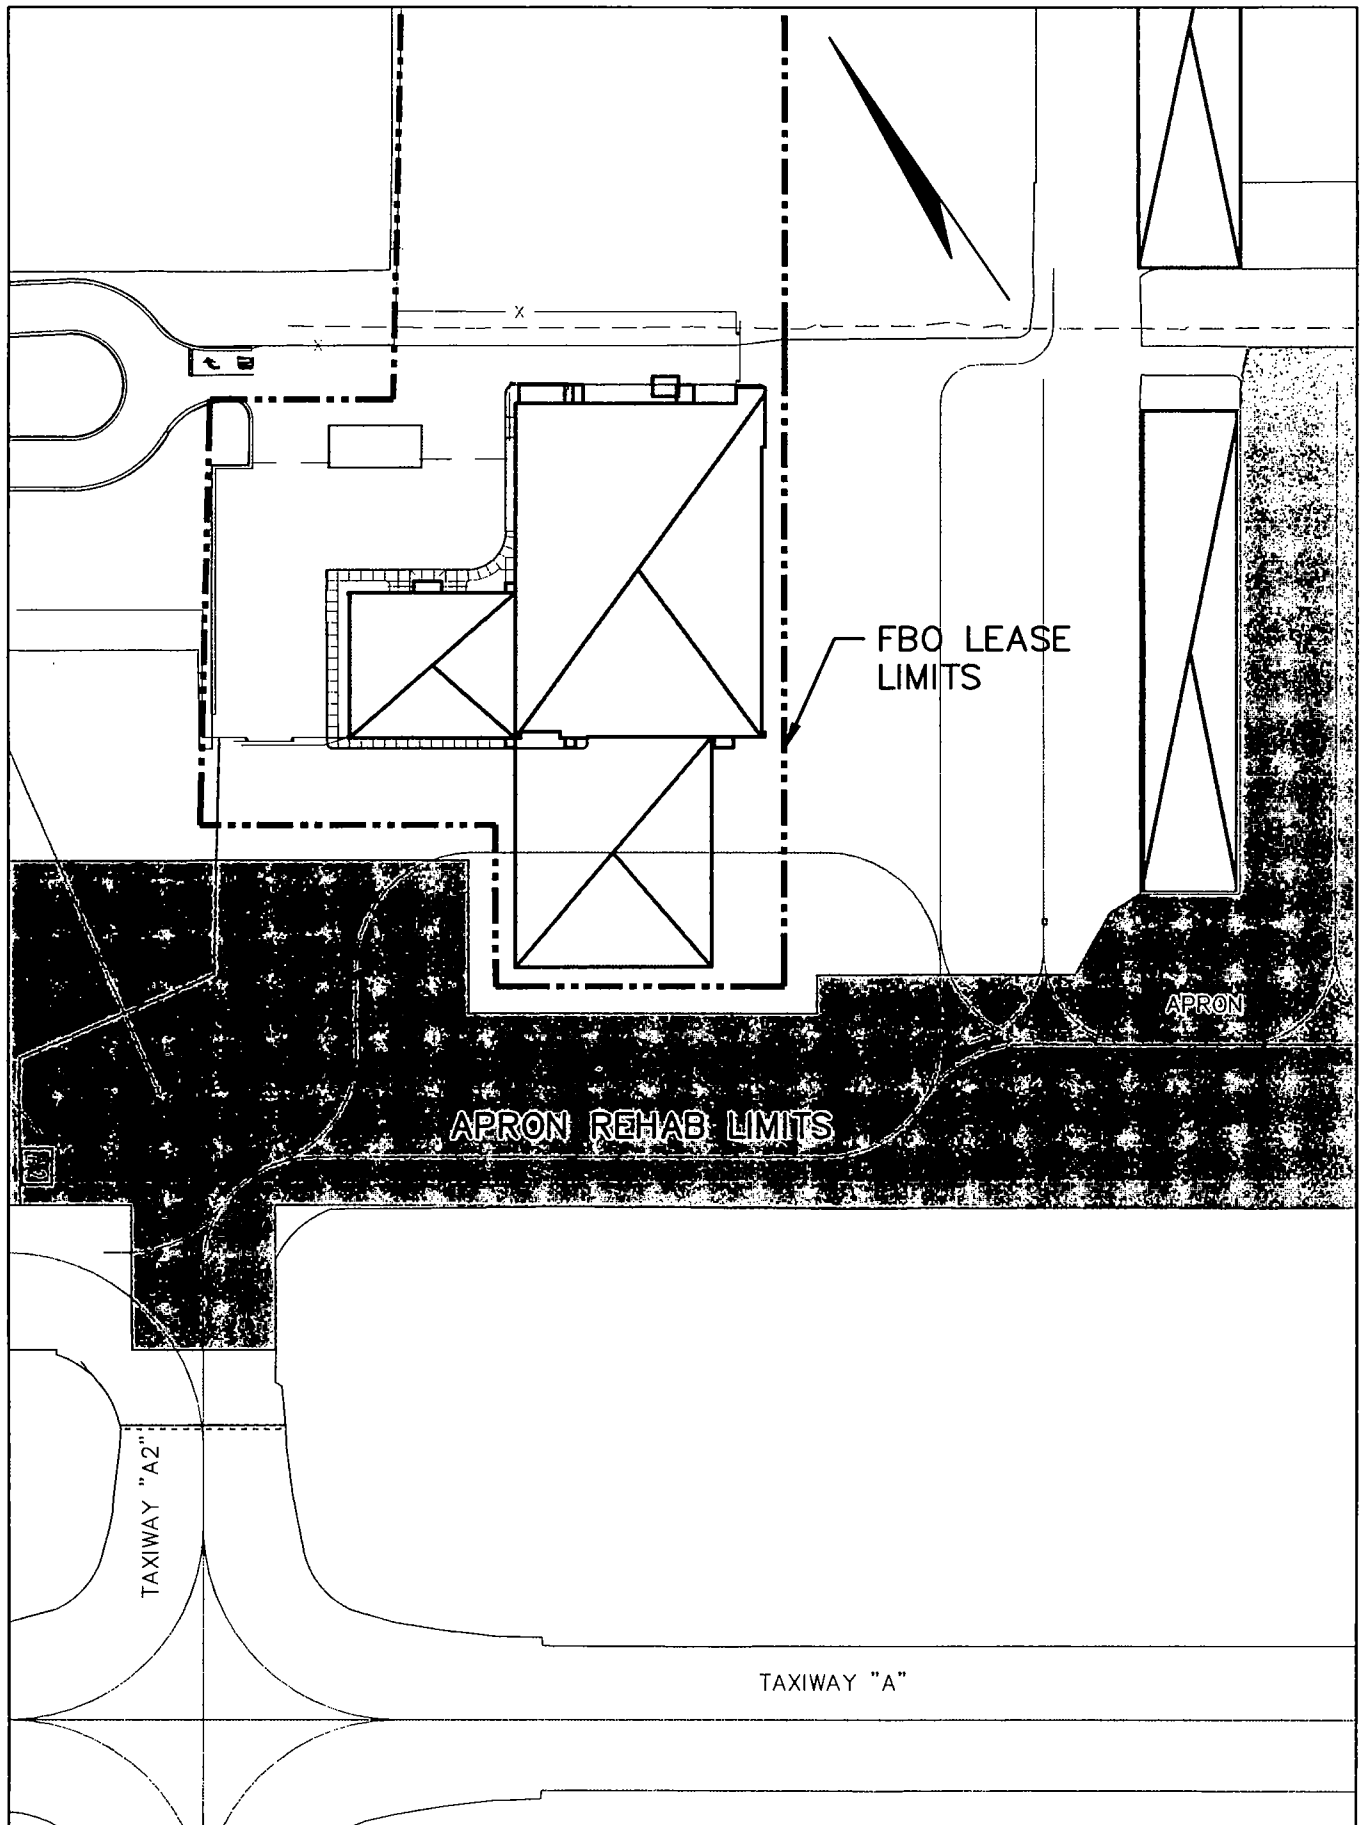 X
X
FBO LEASE
LIMITS
APRON
APRON REHAB LIMITS
TAXIWAY "A2"
TAXIWAY "A"